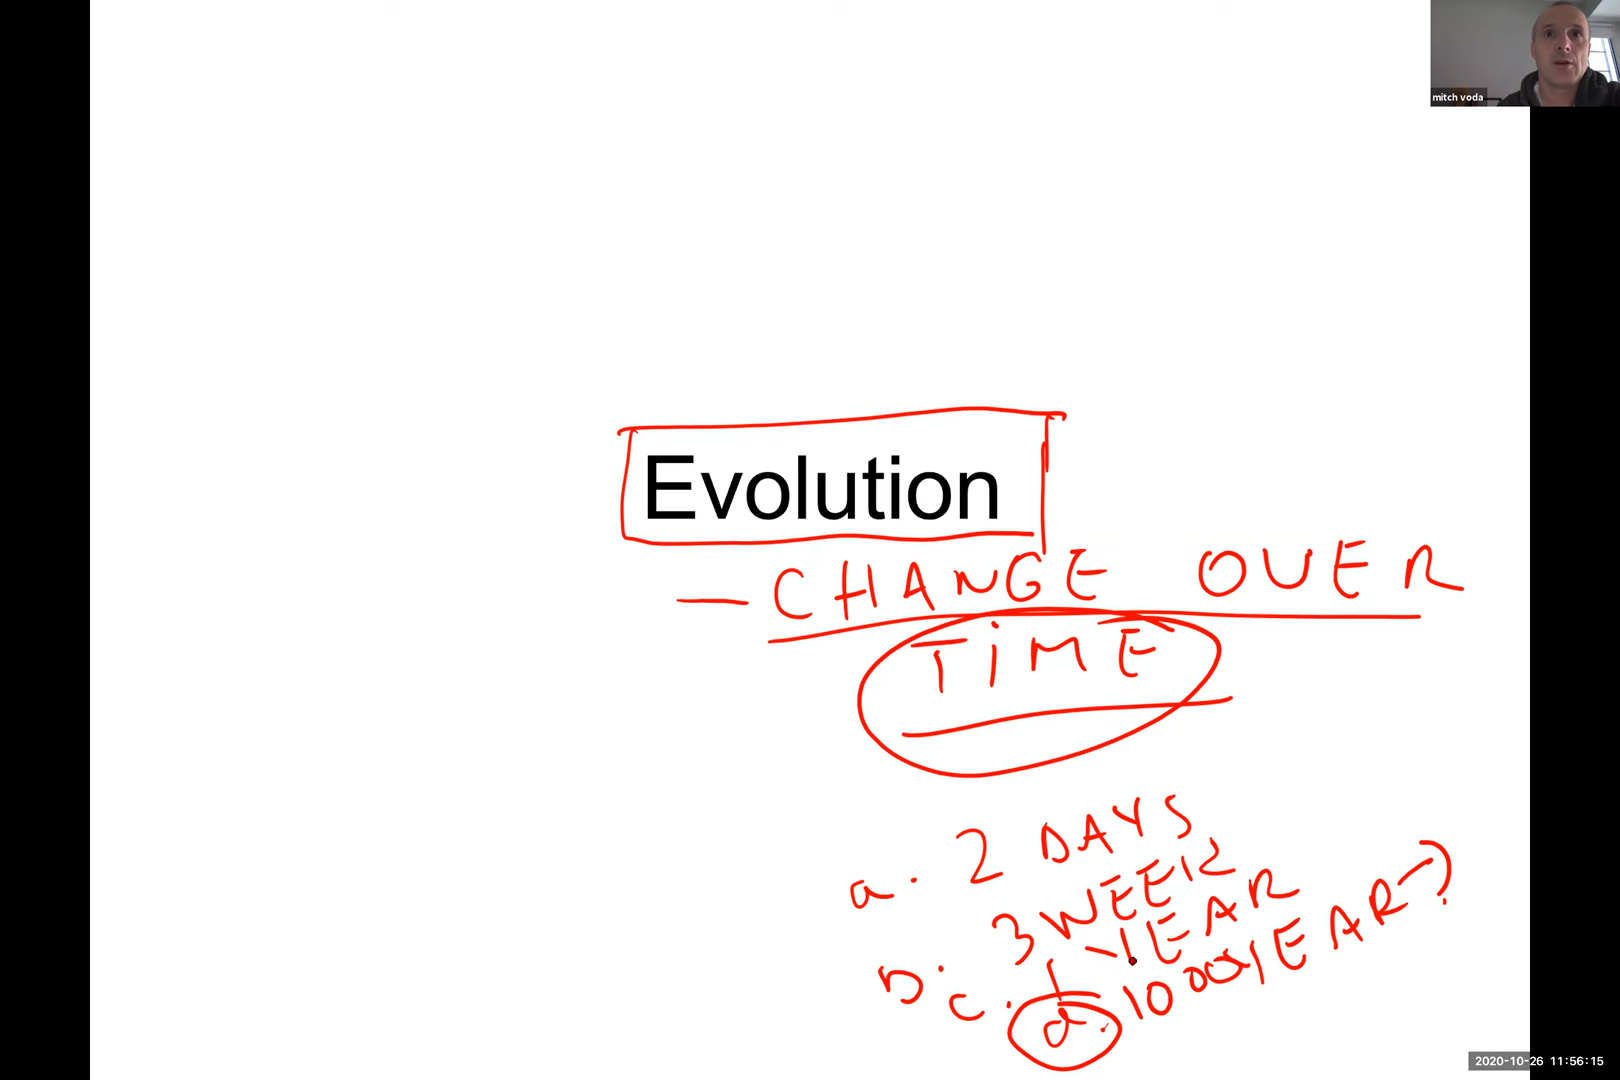 mitch voda
Evolution
— CHANGE OVER
TiME
a. 2 DAYS
b. 3 WEEK
c. 1 YEAR
d. 1000 YEAR ?
2020-10-26 11:56:15